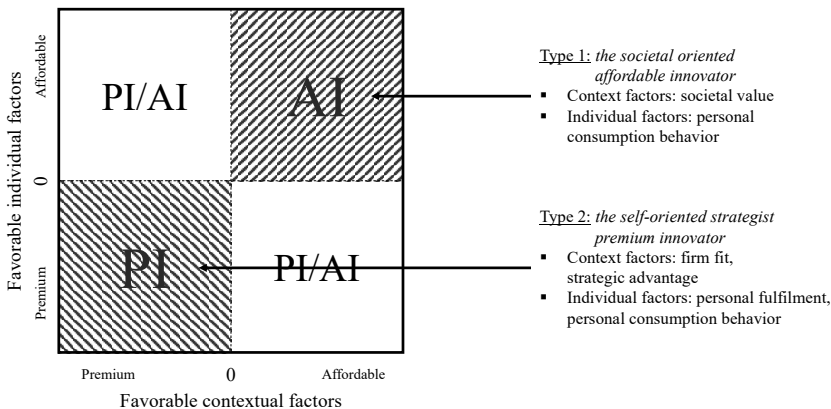 Favorable individual factors
Affordable
0
Premium
PI/AI
AI
PI
PI/AI
Premium
0
Affordable
Favorable contextual factors
Type 1: the societal oriented
affordable innovator
▪ Context factors: societal value
▪ Individual factors: personal
consumption behavior
Type 2: the self-oriented strategist
premium innovator
▪ Context factors: firm fit,
strategic advantage
▪ Individual factors: personal fulfilment,
personal consumption behavior